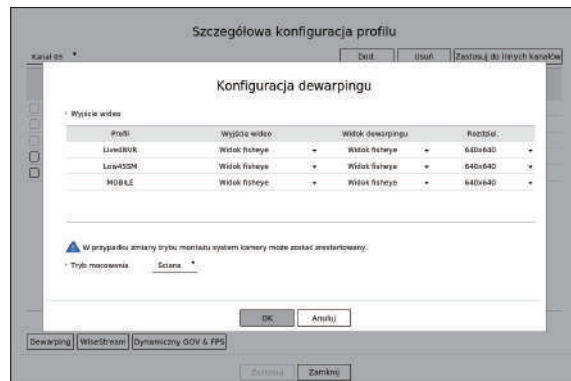 Szczegółowa konfiguracja profilu
Kanał 05 Dod. Usuń Zastosuj do innych kanałów
Konfiguracja dewarpingu
Wyjście wideo
Profil Wyjście wideo Widok dewarpingu Rozdziel.
Live4NVR Widok fisheye Widok fisheye 640x640
Low4SSM Widok fisheye Widok fisheye 640x640
MOBILE Widok fisheye Widok fisheye 640x640
W przypadku zmiany trybu montażu system kamery może zostać zrestartowany.
Tryb mocowania Ściana
OK Anuluj
Dewarping WiseStream Dynamiczny GOV & FPS
Zastosuj Zamknij